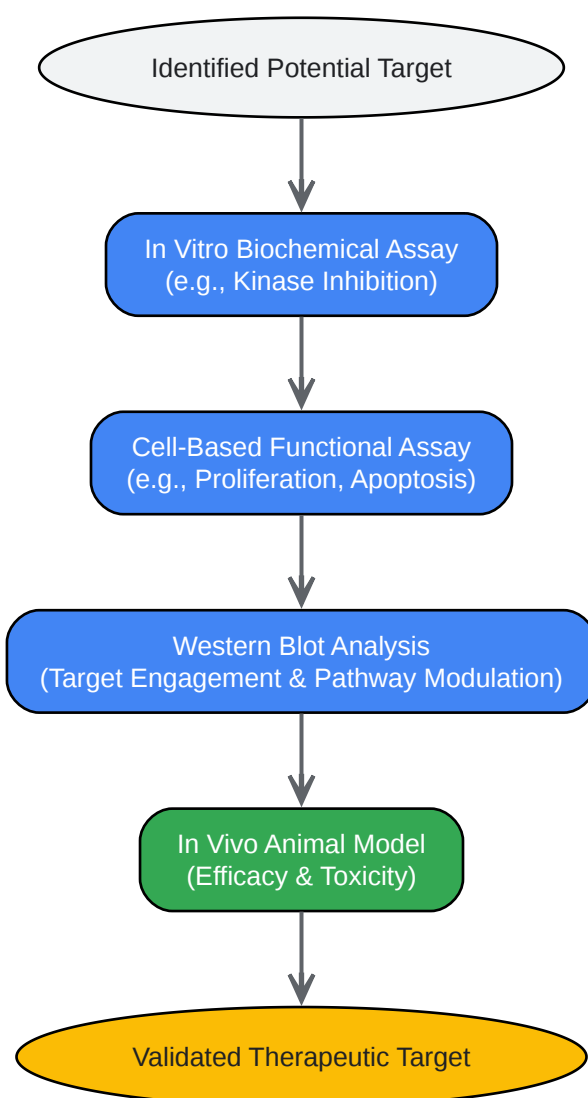 Identified Potential Target
In Vitro Biochemical Assay
(e.g., Kinase Inhibition)
Cell-Based Functional Assay
(e.g., Proliferation, Apoptosis)
Western Blot Analysis
(Target Engagement & Pathway Modulation)
In Vivo Animal Model
(Efficacy & Toxicity)
Validated Therapeutic Target